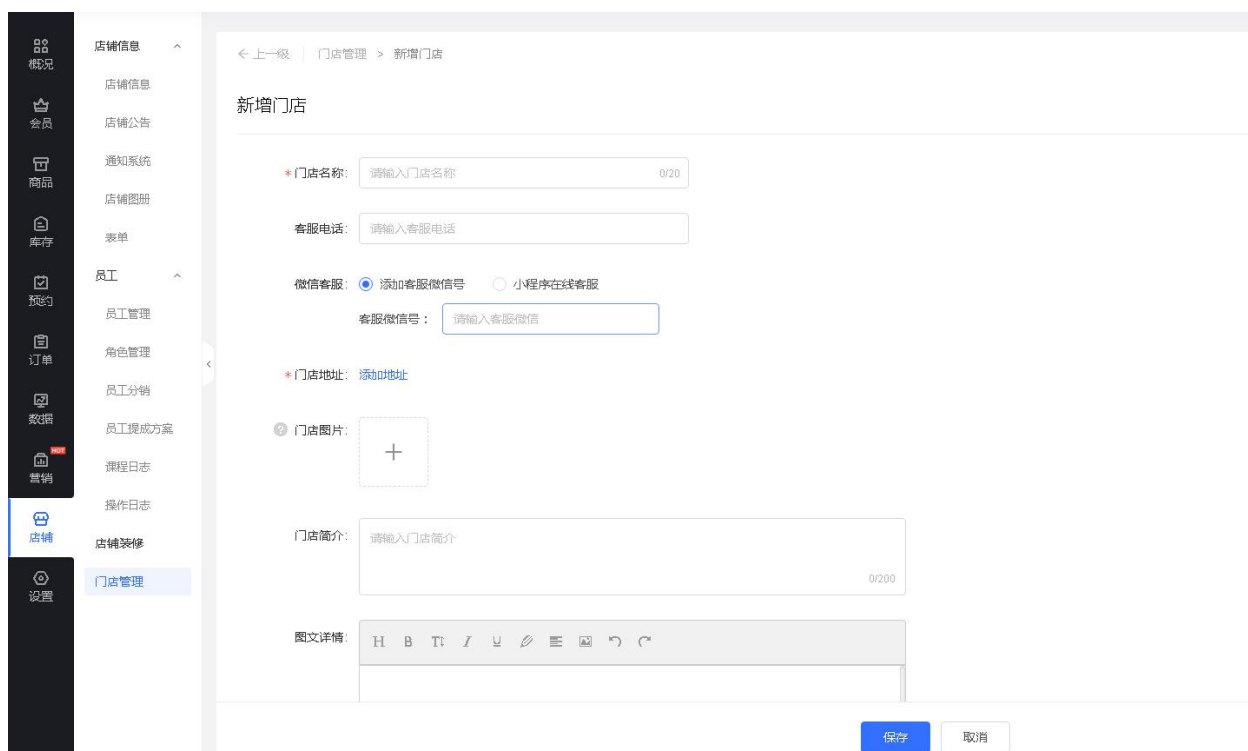 概况
会员
商品
库存
预约
订单
数据
HOT
营销
店铺
设置
店铺信息
店铺信息
店铺公告
通知系统
店铺图册
表单
员工
员工管理
角色管理
员工分销
员工提成方案
课程日志
操作日志
店铺装修
门店管理
上一级 门店管理 > 新增门店
新增门店
*门店名称: 请输入门店名称 0/20
客服电话: 请输入客服电话
微信客服: 添加客服微信号 小程序在线客服
客服微信号： 请输入客服微信
*门店地址: 添加地址
? 门店图片:
门店简介: 请输入门店简介
0/200
图文详情: H B T I U
保存 取消